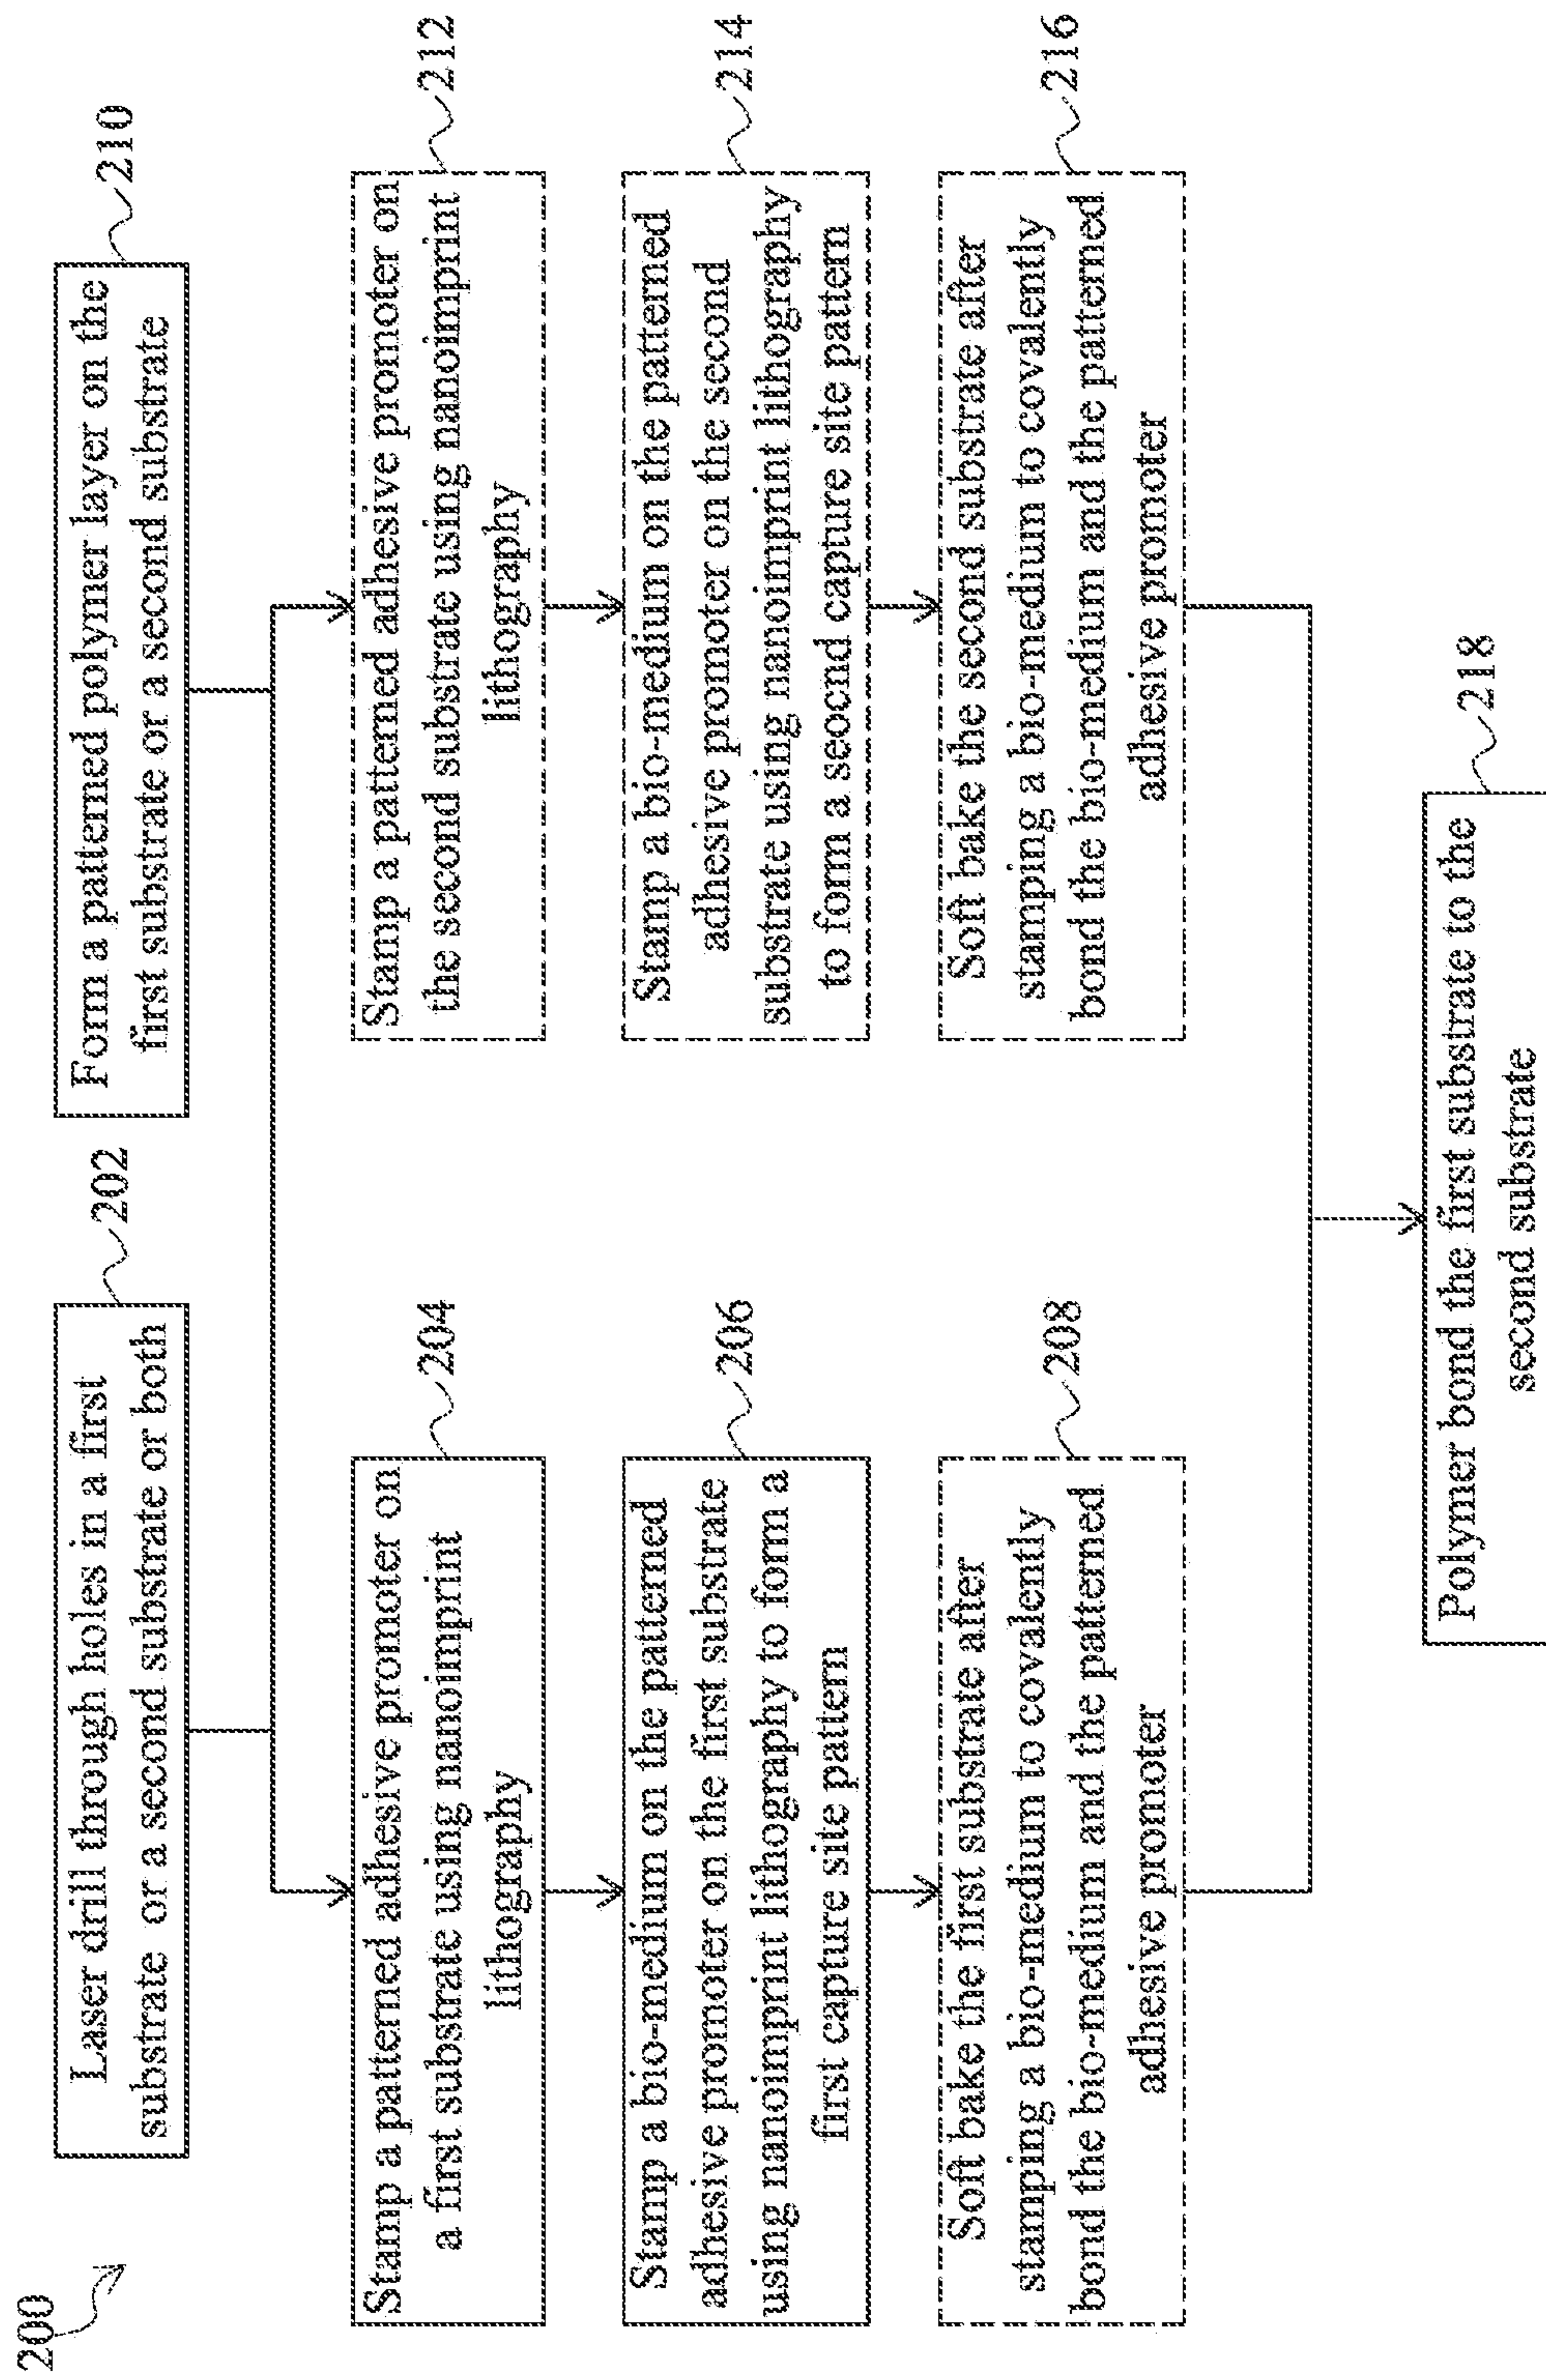 200
Laser drill through holes in a first
substrate or a second substrate or both
202
Form a patterned polymer layer on the
first substrate or a second substrate
210
Stamp a patterned adhesive promoter on
a first substrate using nanoimprint
lithography
204
Stamp a patterned adhesive promoter on
the second substrate using nanoimprint
lithography
212
Stamp a bio-medium on the patterned
adhesive promoter on the first substrate
using nanoimprint lithography to form a
first capture site pattern
206
Stamp a bio-medium on the patterned
adhesive promoter on the second
substrate using nanoimprint lithography
to form a seocnd capture site pattern
214
Soft bake the first substrate after
stamping a bio-medium to covalently
bond the bio-medium and the patterned
adhesive promoter
208
Soft bake the second substrate after
stamping a bio-medium to covalently
bond the bio-medium and the patterned
adhesive promoter
216
Polymer bond the first substrate to the
second substrate
218